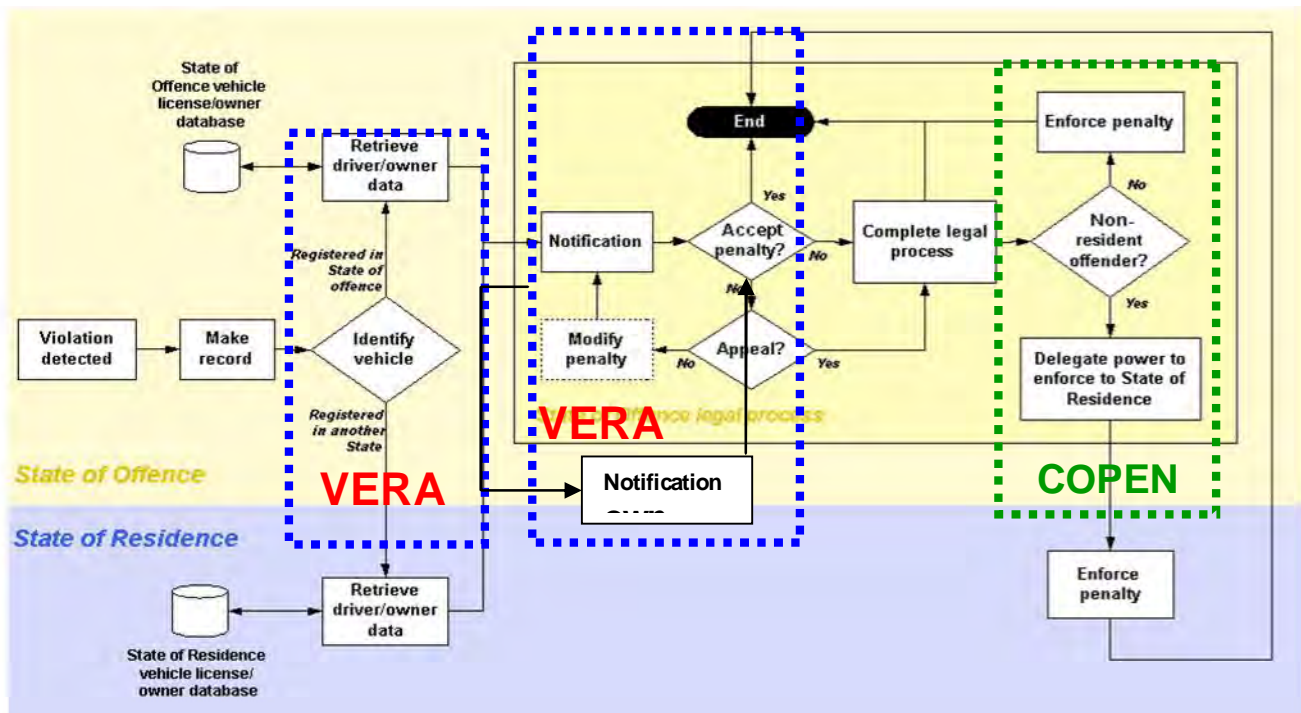 State of
Offence vehicle
license/owner
database
Retrieve
driver/owner
data
Registered in
State of
offence
Violation
detected
Make
record
Identify
vehicle
Registered
in another
State
VERA
State of Offence
State of Residence
Retrieve
driver/owner
data
State of Residence
vehicle license/
owner database
End
Yes
Notification
Accept
penalty?
No
No
Modify
penalty
No
Appeal?
Yes
VERA
legal process
Notification
Complete legal
process
Enforce penalty
No
Non-
resident
offender?
Yes
Delegate power to
enforce to State of
Residence
COPEN
Enforce
penalty